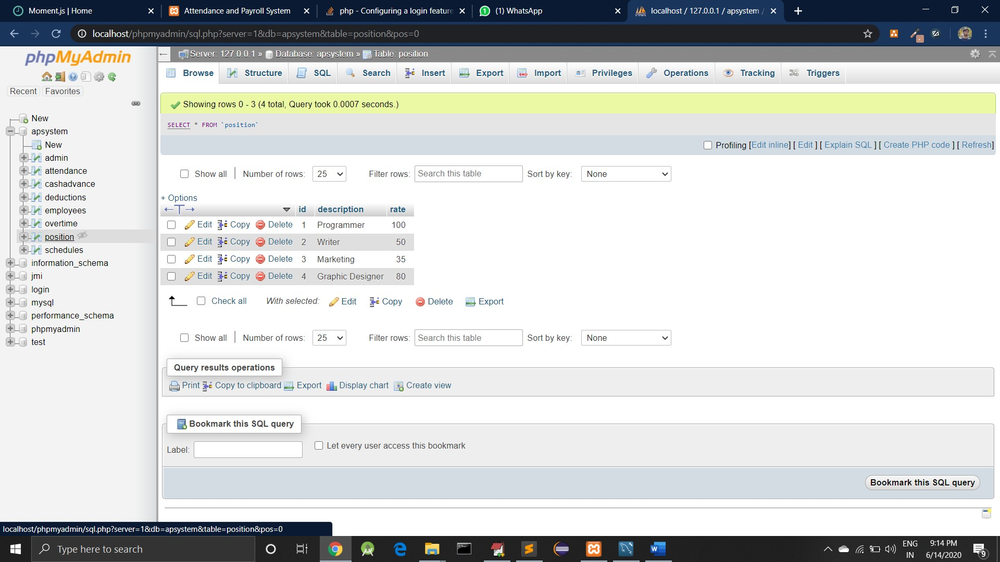 Moment.js | Home
Attendance and Payroll System
php - Configuring a login feature
(1) WhatsApp
localhost / 127.0.0.1 / apsystem /
localhost/phpmyadmin/sql.php?server=1&db=apsystem&table=position&pos=0
phpMyAdmin
Recent Favorites
New
apsystem
New
admin
attendance
cashadvance
deductions
employees
overtime
position
schedules
information_schema
jmi
login
mysql
performance_schema
phpmyadmin
test
Server: 127.0.0.1 » Database: apsystem » Table: position
Browse Structure SQL Search Insert Export Import Privileges Operations Tracking Triggers
Showing rows 0 - 3 (4 total, Query took 0.0007 seconds.)
SELECT * FROM `position`
Profiling [Edit inline] [ Edit ] [ Explain SQL ] [ Create PHP code ] [ Refresh]
Show all | Number of rows: 25 Filter rows: Search this table Sort by key: None
+ Options
id description rate
Edit Copy Delete 1 Programmer 100
Edit Copy Delete 2 Writer 50
Edit Copy Delete 3 Marketing 35
Edit Copy Delete 4 Graphic Designer 80
Check all With selected: Edit Copy Delete Export
Show all | Number of rows: 25 Filter rows: Search this table Sort by key: None
Query results operations
Print Copy to clipboard Export Display chart Create view
Bookmark this SQL query
Label: Let every user access this bookmark
Bookmark this SQL query
localhost/phpmyadmin/sql.php?server=1&db=apsystem&table=position&pos=0
Type here to search
ENG
IN
9:14 PM
6/14/2020
9